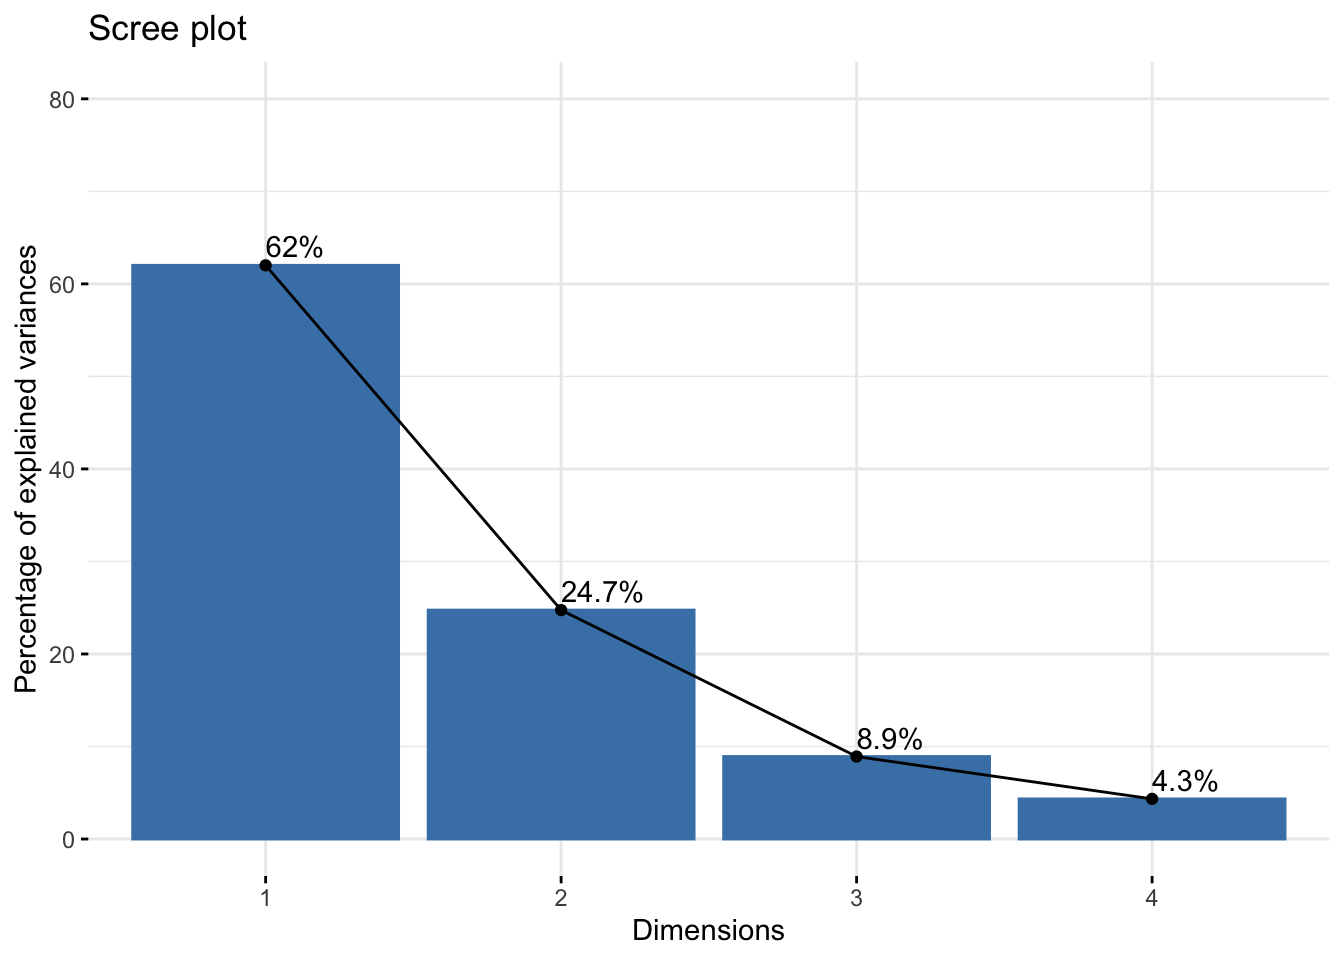 Scree plot
Percentage of explained variances
80
60
40
20
0
62%
24.7%
8.9%
4.3%
1 2 3 4
Dimensions